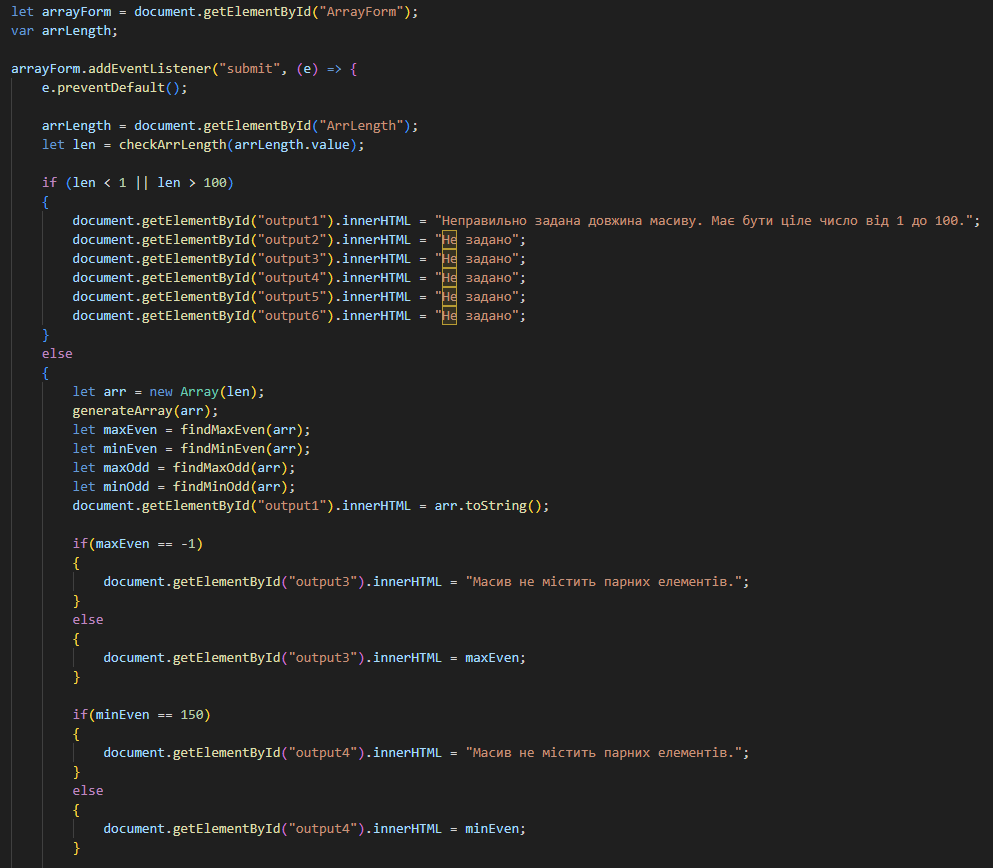 let arrayForm = document.getElementById("ArrayForm");
var arrLength;

arrayForm.addEventListener("submit", (e) => {
    e.preventDefault();

    arrLength = document.getElementById("ArrLength");
    let len = checkArrLength(arrLength.value);

    if (len < 1 || len > 100)
    {
        document.getElementById("output1").innerHTML = "Неправильно задана довжина масиву. Має бути ціле число від 1 до 100.";
        document.getElementById("output2").innerHTML = "Не задано";
        document.getElementById("output3").innerHTML = "Не задано";
        document.getElementById("output4").innerHTML = "Не задано";
        document.getElementById("output5").innerHTML = "Не задано";
        document.getElementById("output6").innerHTML = "Не задано";
    }
    else
    {
        let arr = new Array(len);
        generateArray(arr);
        let maxEven = findMaxEven(arr);
        let minEven = findMinEven(arr);
        let maxOdd = findMaxOdd(arr);
        let minOdd = findMinOdd(arr);
        document.getElementById("output1").innerHTML = arr.toString();

        if(maxEven == -1)
        {
            document.getElementById("output3").innerHTML = "Масив не містить парних елементів.";
        }
        else
        {
            document.getElementById("output3").innerHTML = maxEven;
        }

        if(minEven == 150)
        {
            document.getElementById("output4").innerHTML = "Масив не містить парних елементів.";
        }
        else
        {
            document.getElementById("output4").innerHTML = minEven;
        }